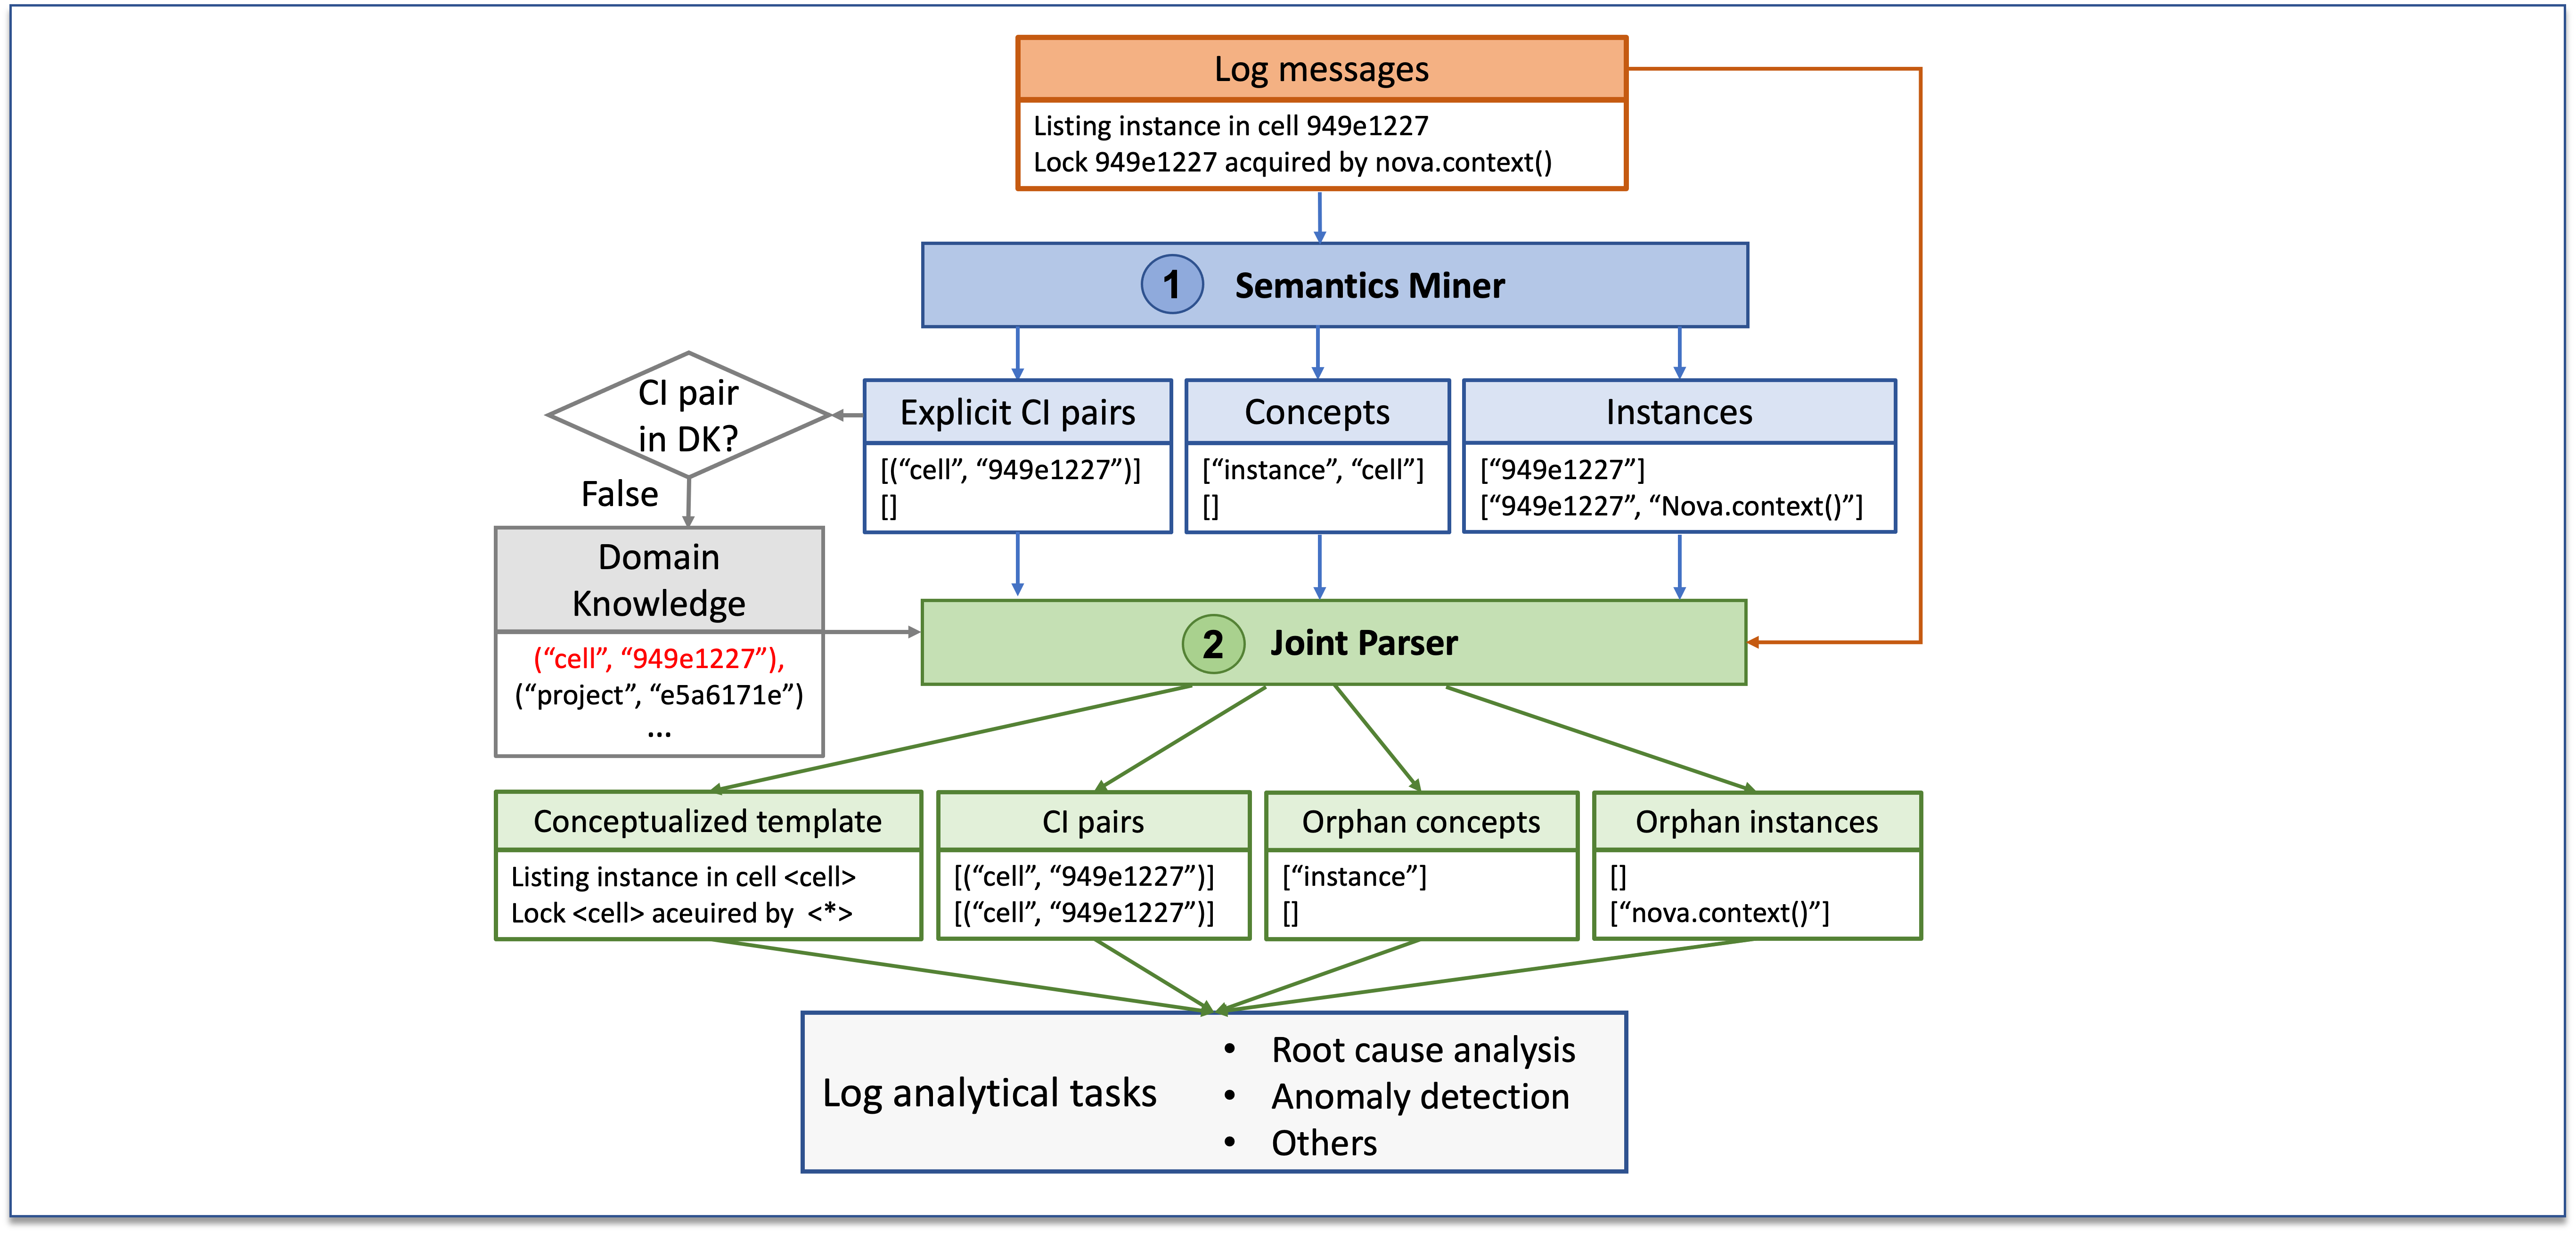 Log messages
Listing instance in cell 949e1227
Lock 949e1227 acquired by nova.context()
1 Semantics Miner
CI pair
in DK?
False
Explicit CI pairs
[(“cell”, “949e1227”)]
[]
Concepts
[“instance”, “cell”]
[]
Instances
[“949e1227”]
[“949e1227”, “Nova.context()”]
Domain
Knowledge
(“cell”, “949e1227”),
(“project”, “e5a6171e”)
...
2 Joint Parser
Conceptualized template
Listing instance in cell <cell>
Lock <cell> aceuired by <*>
CI pairs
[(“cell”, “949e1227”)]
[(“cell”, “949e1227”)]
Orphan concepts
[“instance”]
[]
Orphan instances
[]
[“nova.context()”]
Log analytical tasks
• Root cause analysis
• Anomaly detection
• Others